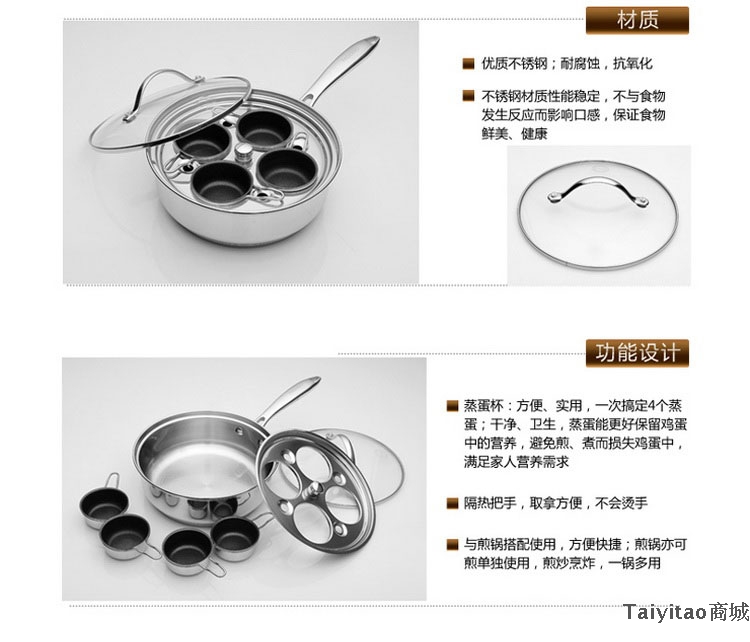 材质
优质不锈钢；耐腐蚀，抗氧化
不锈钢材质性能稳定，不与食物
发生反应而影响口感，保证食物
鲜美、健康
功能设计
蒸蛋杯：方便、实用，一次搞定4个蒸
蛋；干净、卫生，蒸蛋能更好保留鸡蛋
中的营养，避免煎、煮而损失鸡蛋中，
满足家人营养需求
隔热把手，取拿方便，不会烫手
与煎锅搭配使用，方便快捷；煎锅亦可
煎单独使用，煎炒烹炸，一锅多用
Taiyitao商城